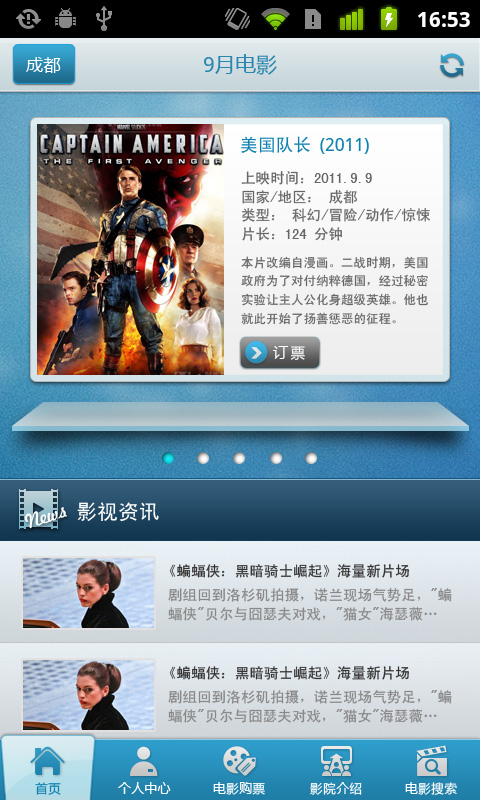 16:53
成都
9月电影
MARVEL STUDIOS
CAPTAIN AMERICA
THE FIRST AVENGER
美国队长 (2011)
上映时间: 2011.9.9
国家/地区: 成都
类型: 科幻/冒险/动作/惊悚
片长: 124 分钟
本片改编自漫画。二战时期，美国
政府为了对付纳粹德国，经过秘密
实验让主人公化身超级英雄。他也
就此开始了扬善惩恶的征程。
订票
News
影视资讯
《蝙蝠侠: 黑暗骑士崛起》海量新片场
剧组回到洛杉矶拍摄，诺兰现场气势足，"蝙
蝠侠"贝尔与囧瑟夫对戏，"猫女"海瑟薇…
《蝙蝠侠: 黑暗骑士崛起》海量新片场
剧组回到洛杉矶拍摄，诺兰现场气势足，"蝙
蝠侠"贝尔与囧瑟夫对戏，"猫女"海瑟薇…
首页
个人中心
电影购票
影院介绍
电影搜索